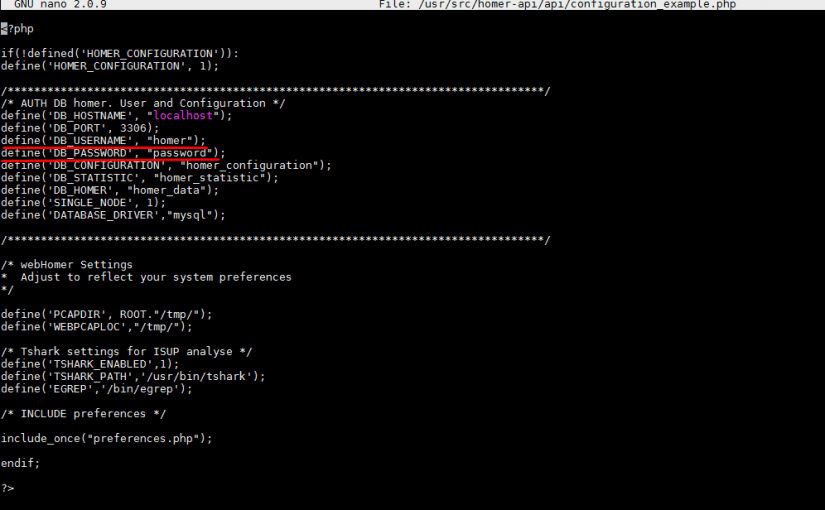 GNU nano 2.0.9 File: /usr/src/homer-api/api/configuration_example.php
<?php
if(!defined('HOMER_CONFIGURATION')):
define('HOMER_CONFIGURATION', 1);
/*********************************************************************************/
/* AUTH DB homer. User and Configuration */
define('DB_HOSTNAME', "localhost");
define('DB_PORT', 3306);
define('DB_USERNAME', "homer");
define('DB_PASSWORD', "password");
define('DB_CONFIGURATION', "homer_configuration");
define('DB_STATISTIC', "homer_statistic");
define('DB_HOMER', "homer_data");
define('SINGLE_NODE', 1);
define('DATABASE_DRIVER',"mysql");
/*********************************************************************************/
/* webHomer Settings
*  Adjust to reflect your system preferences
*/
define('PCAPDIR', ROOT."/tmp/");
define('WEBPCAPLOC',"/tmp/");
/* Tshark settings for ISUP analyse */
define('TSHARK_ENABLED',1);
define('TSHARK_PATH','/usr/bin/tshark');
define('EGREP','/bin/egrep');
/* INCLUDE preferences */
include_once("preferences.php");
endif;
?>